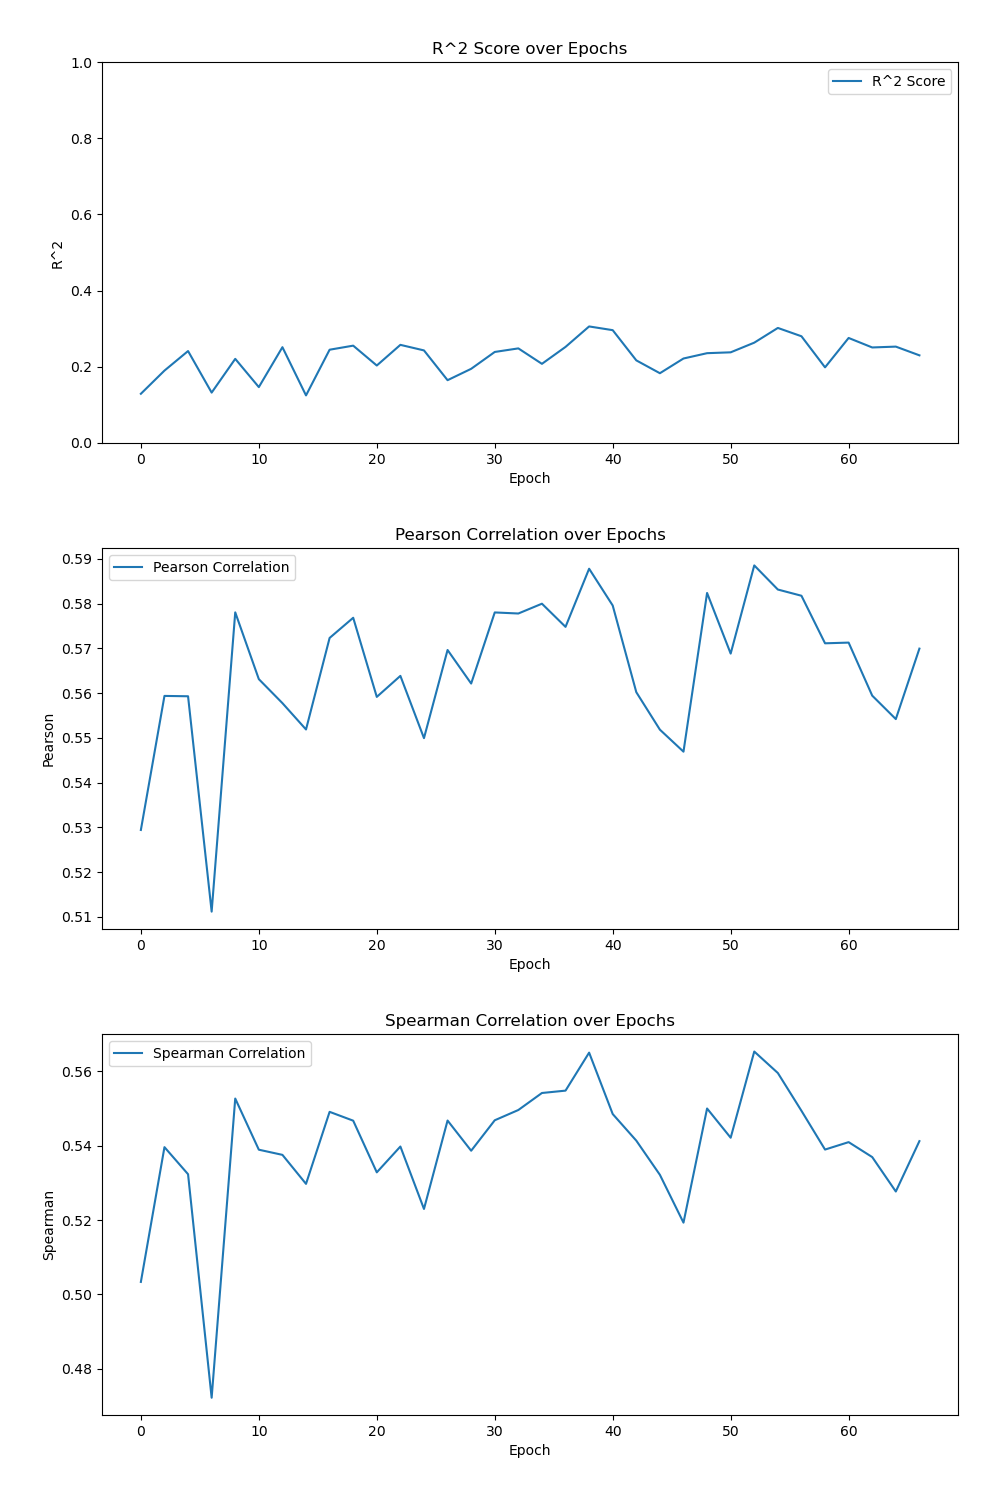 R^2 Score over Epochs
1.0
R^2 Score
0.8
0.6
R^2
0.4
0.2
0.0
0 10 20 30 40 50 60
Epoch
Pearson Correlation over Epochs
0.59
Pearson Correlation
0.58
0.57
0.56
Pearson
0.55
0.54
0.53
0.52
0.51
0 10 20 30 40 50 60
Epoch
Spearman Correlation over Epochs
Spearman Correlation
0.56
0.54
0.52
Spearman
0.50
0.48
0 10 20 30 40 50 60
Epoch